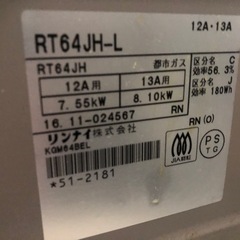 12A・13A
RT64JH-L
RT64JH 都市ガス
区分名 C
効率56.3%
12A用 13A用
区分名 J
効率 180Wh
7.55kW 8.10kW
16.11-024567 RN
リンナイ株式会社 RN(O)
KGM64BEL
*51-2181
JIA認証
PS
TG